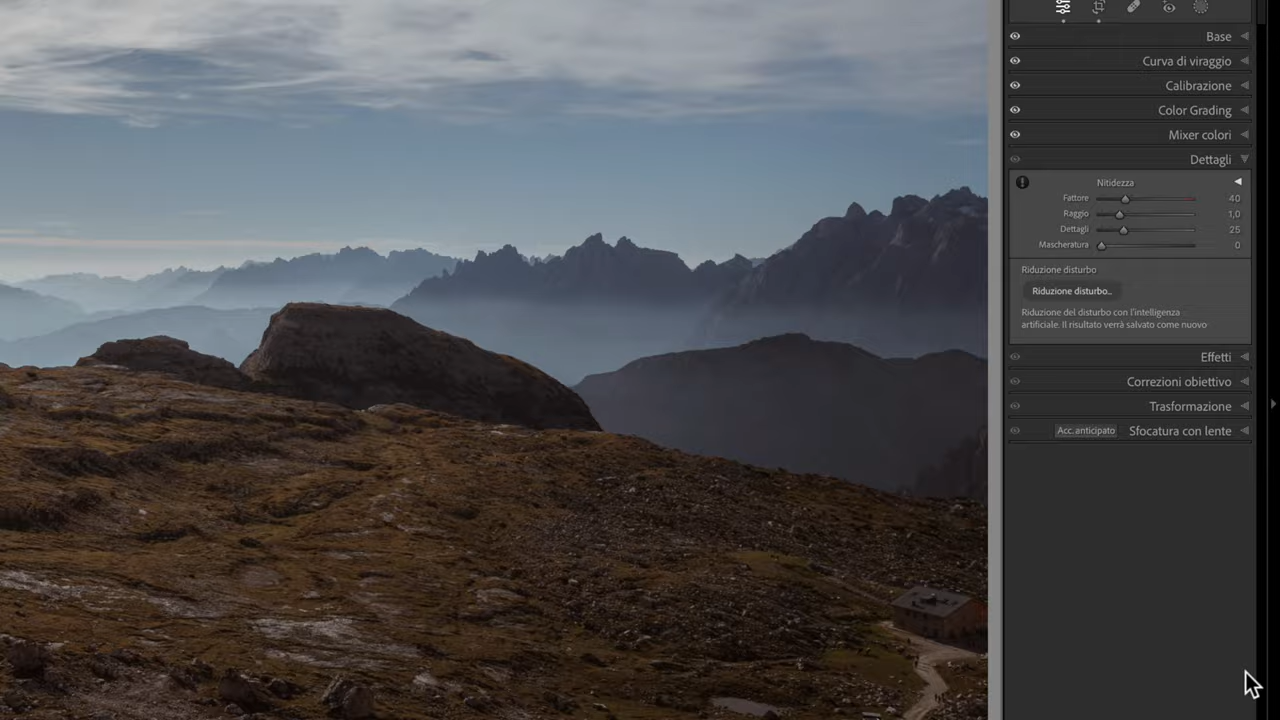 Base
Curva di viraggio
Calibrazione
Color Grading
Mixer colori
Dettagli
Nitidezza
Fattore 40
Raggio 1,0
Dettagli 25
Mascheratura 0
Riduzione disturbo
Riduzione disturbo..
Riduzione del disturbo con l'intelligenza
artificiale. Il risultato verrà salvato come nuovo
Effetti
Correzioni obiettivo
Trasformazione
Acc.anticipato Sfocatura con lente